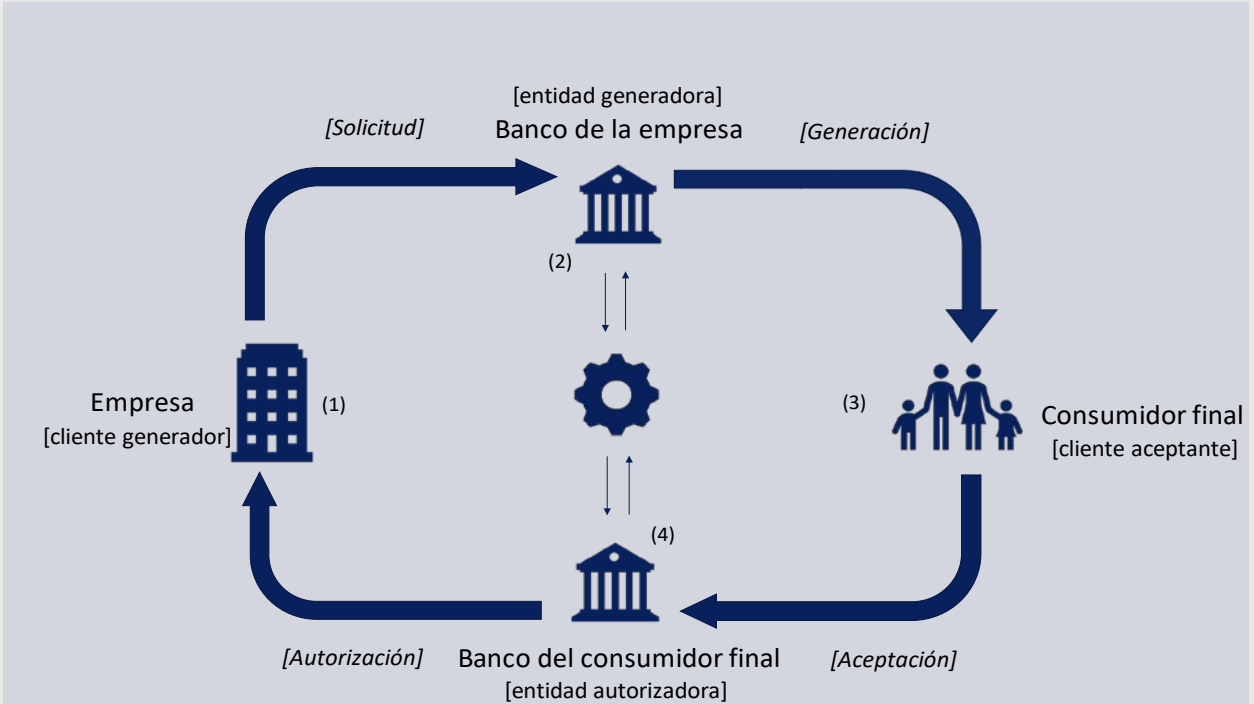 [entidad generadora]
[Solicitud]
Banco de la empresa
[Generación]
(2)
Empresa
[cliente generador]
(1)
(3)
Consumidor final
[cliente aceptante]
(4)
[Autorización]
Banco del consumidor final
[Aceptación]
[entidad autorizadora]